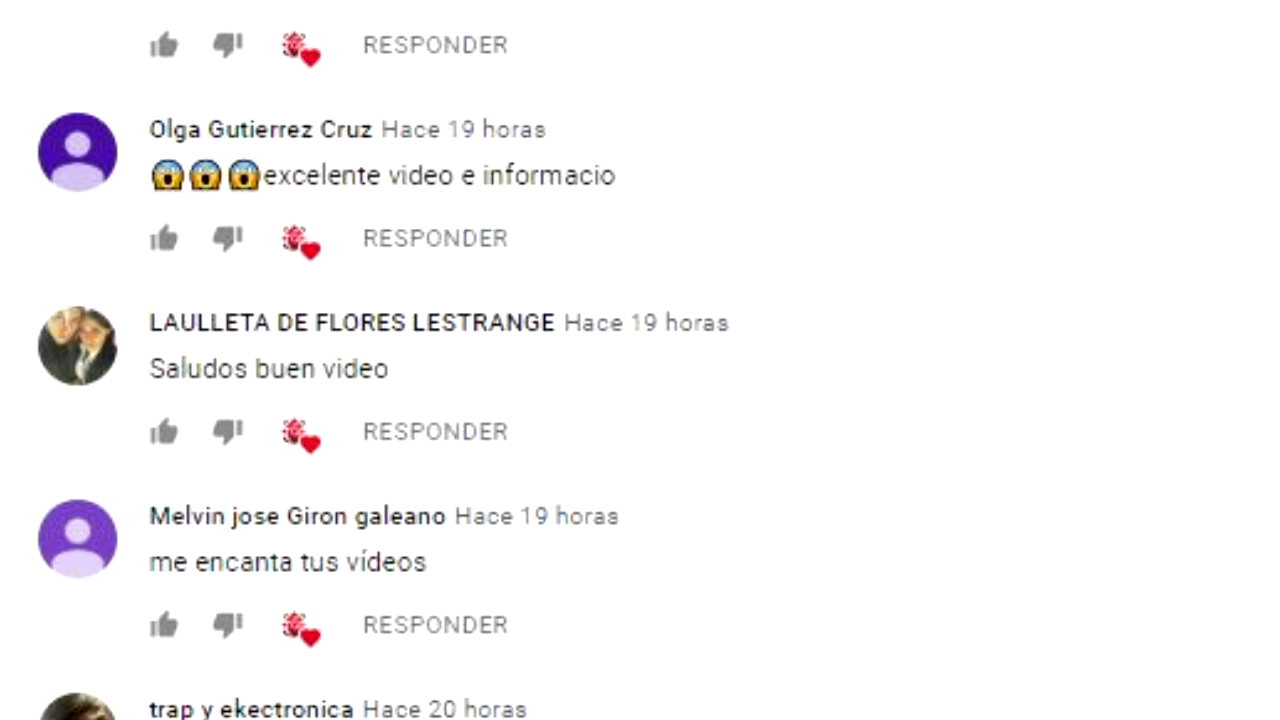 RESPONDER
Olga Gutierrez Cruz Hace 19 horas
😱😱😱excelente video e informacio
RESPONDER
LAULLETA DE FLORES LESTRANGE Hace 19 horas
Saludos buen video
RESPONDER
Melvin jose Giron galeano Hace 19 horas
me encanta tus vídeos
RESPONDER
trap y ekectronica Hace 20 horas